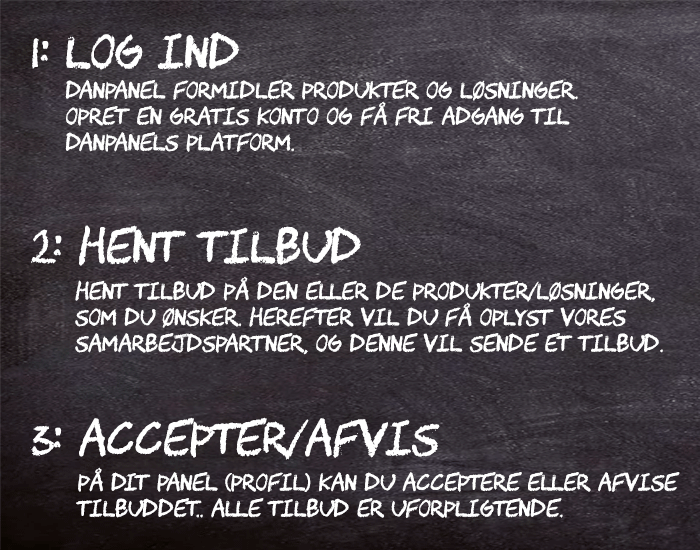 1: LOG IND
DANPANEL FORMIDLER PRODUKTER OG LØSNINGER.
OPRET EN GRATIS KONTO OG FÅ FRI ADGANG TIL
DANPANELS PLATFORM.
2: HENT TILBUD
HENT TILBUD PÅ DEN ELLER DE PRODUKTER/LØSNINGER,
SOM DU ØNSKER. HEREFTER VIL DU FÅ OPLYST VORES
SAMARBEJDSPARTNER, OG DENNE VIL SENDE ET TILBUD.
3: ACCEPTER/AFVIS
PÅ DIT PANEL (PROFIL) KAN DU ACCEPTERE ELLER AFVISE
TILBUDDET.. ALLE TILBUD ER UFORPLIGTENDE.